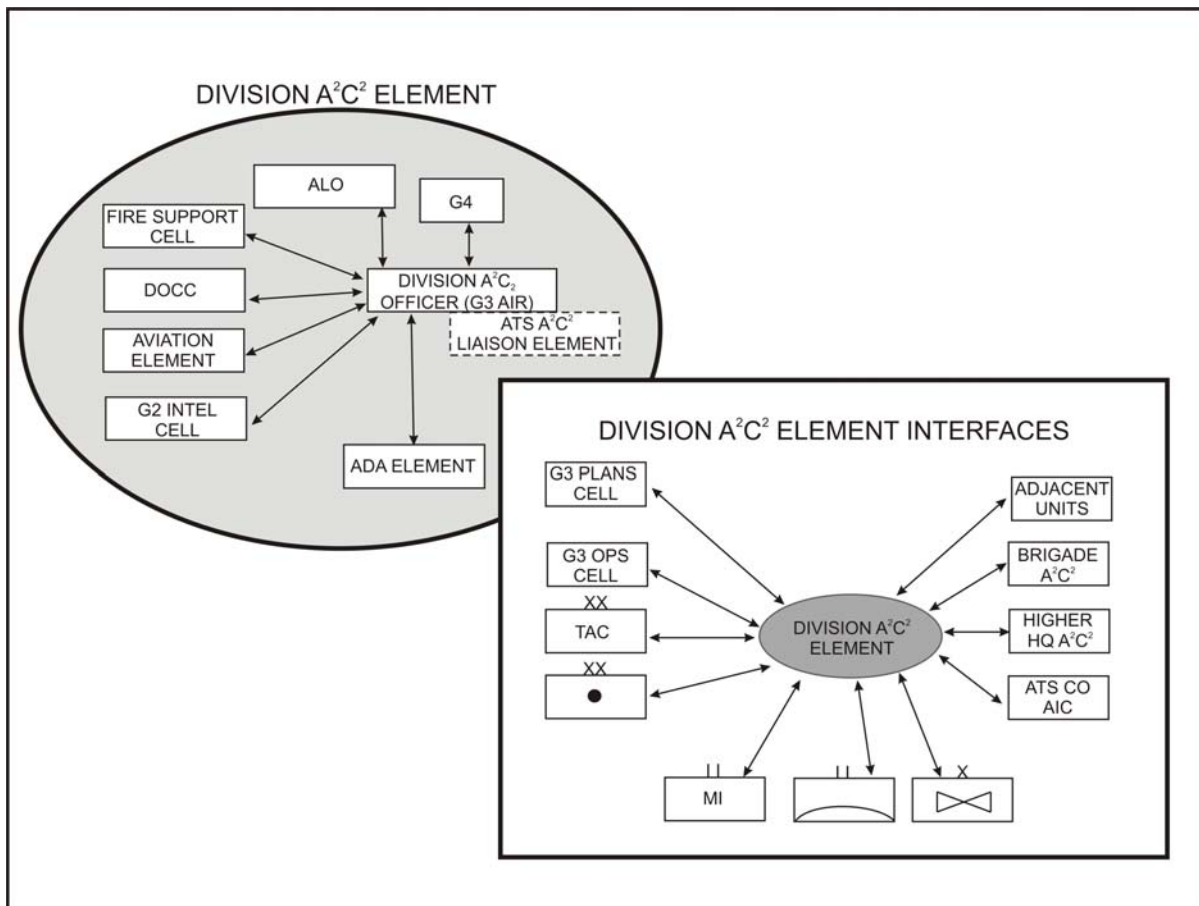 DIVISION A²C² ELEMENT
ALO
G4
FIRE SUPPORT
CELL
DOCC
DIVISION A²C₂
OFFICER (G3 AIR)
ATS A²C²
LIAISON ELEMENT
AVIATION
ELEMENT
G2 INTEL
CELL
ADA ELEMENT
DIVISION A²C² ELEMENT INTERFACES
G3 PLANS
CELL
G3 OPS
CELL
XX
TAC
XX
DIVISION A²C²
ELEMENT
ADJACENT
UNITS
BRIGADE
A²C²
HIGHER
HQ A²C²
ATS CO
AIC
II
MI
II
X